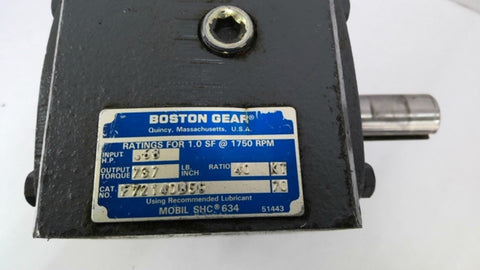 BOSTON GEAR®
Quincy, Massachusetts, U.S.A.
RATINGS FOR 1.0 SF @ 1750 RPM
INPUT H.P.
OUTPUT TORQUE LB. INCH RATIO 40
CAT. NO.
Using Recommended Lubricant
MOBIL SHC® 634 51443